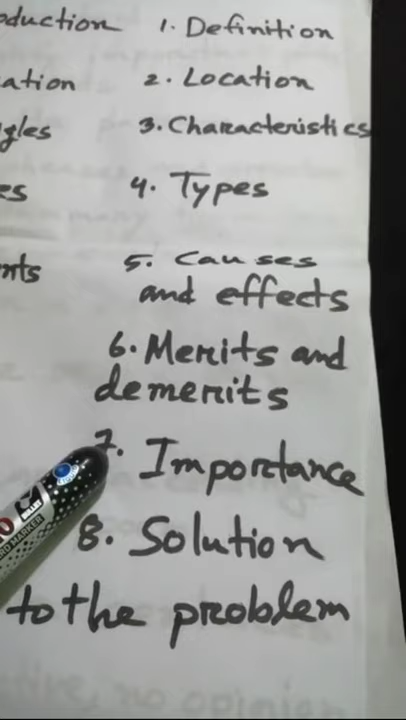 oduction 1. Definition
ation 2. Location
gles 3. Characteristics
es 4. Types
nts 5. Causes
and effects
6. Merits and
demerits
7. Importance
8. Solution
to the problem
MARKER